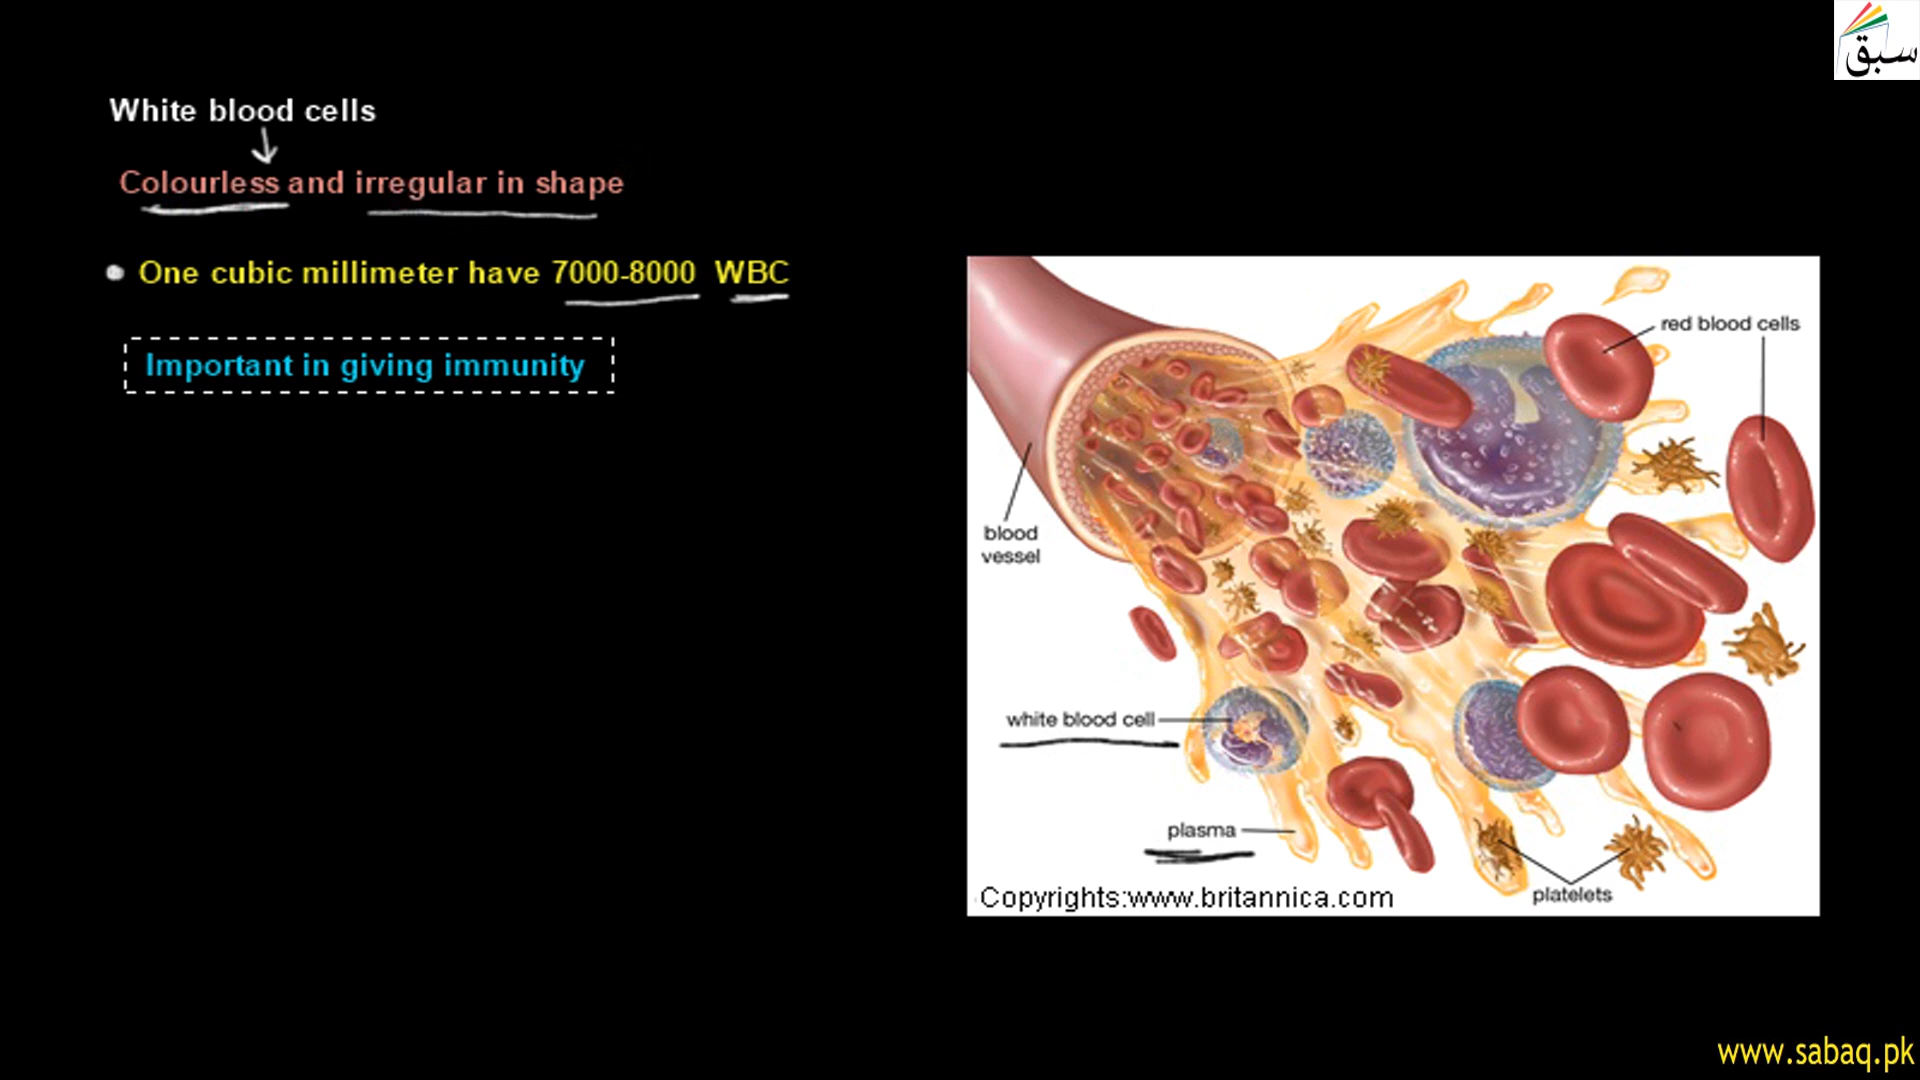 سبق
White blood cells
Colourless and irregular in shape
One cubic millimeter have 7000-8000 WBC
Important in giving immunity
red blood cells
blood
vessel
white blood cell
plasma
platelets
Copyrights:www.britannica.com
www.sabaq.pk